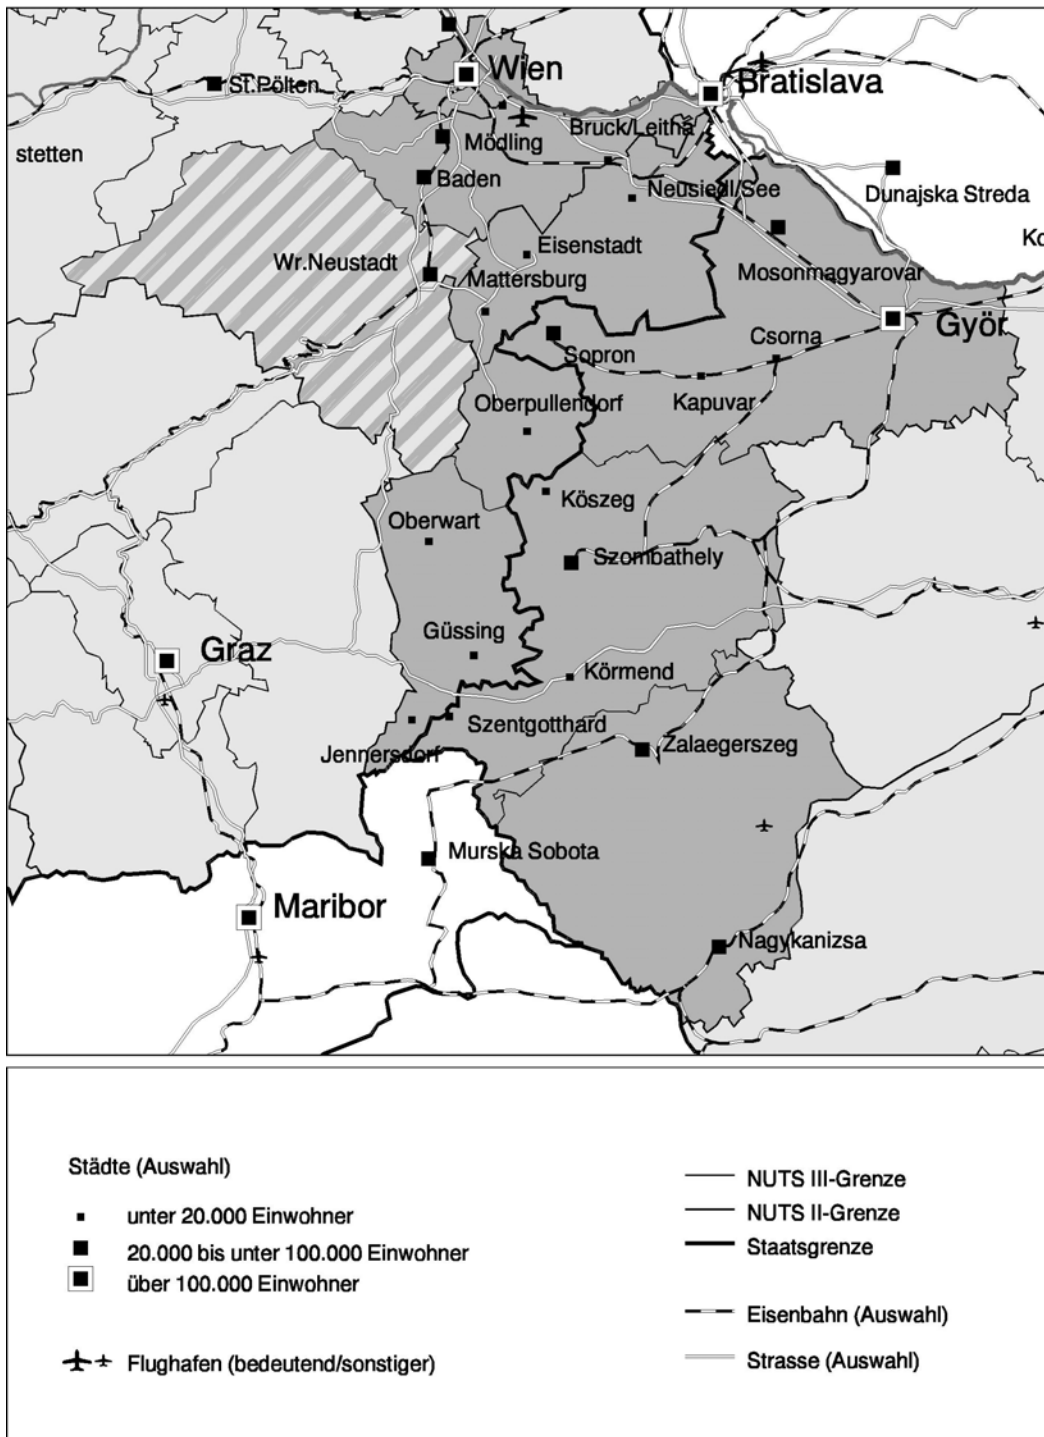 Wien
Bratislava
St.Pölten
Bruck/Leitha
Mödling
stetten
Baden
Neusiedl/See
Dunajska Streda
Eisenstadt
Kc
Wr.Neustadt
Mattersburg
Mosonmagyarovar
Györ
Csorna
Sopron
Oberpullendorf
Kapuvar
Köszeg
Oberwart
Szombathely
Güssing
Graz
Körmend
Szentgotthard
Jennersdorf
Zalaegerszeg
Murska Sobota
Maribor
Nagykanizsa
Städte (Auswahl)
unter 20.000 Einwohner
20.000 bis unter 100.000 Einwohner
über 100.000 Einwohner
Flughafen (bedeutend/sonstiger)
NUTS III-Grenze
NUTS II-Grenze
Staatsgrenze
Eisenbahn (Auswahl)
Strasse (Auswahl)